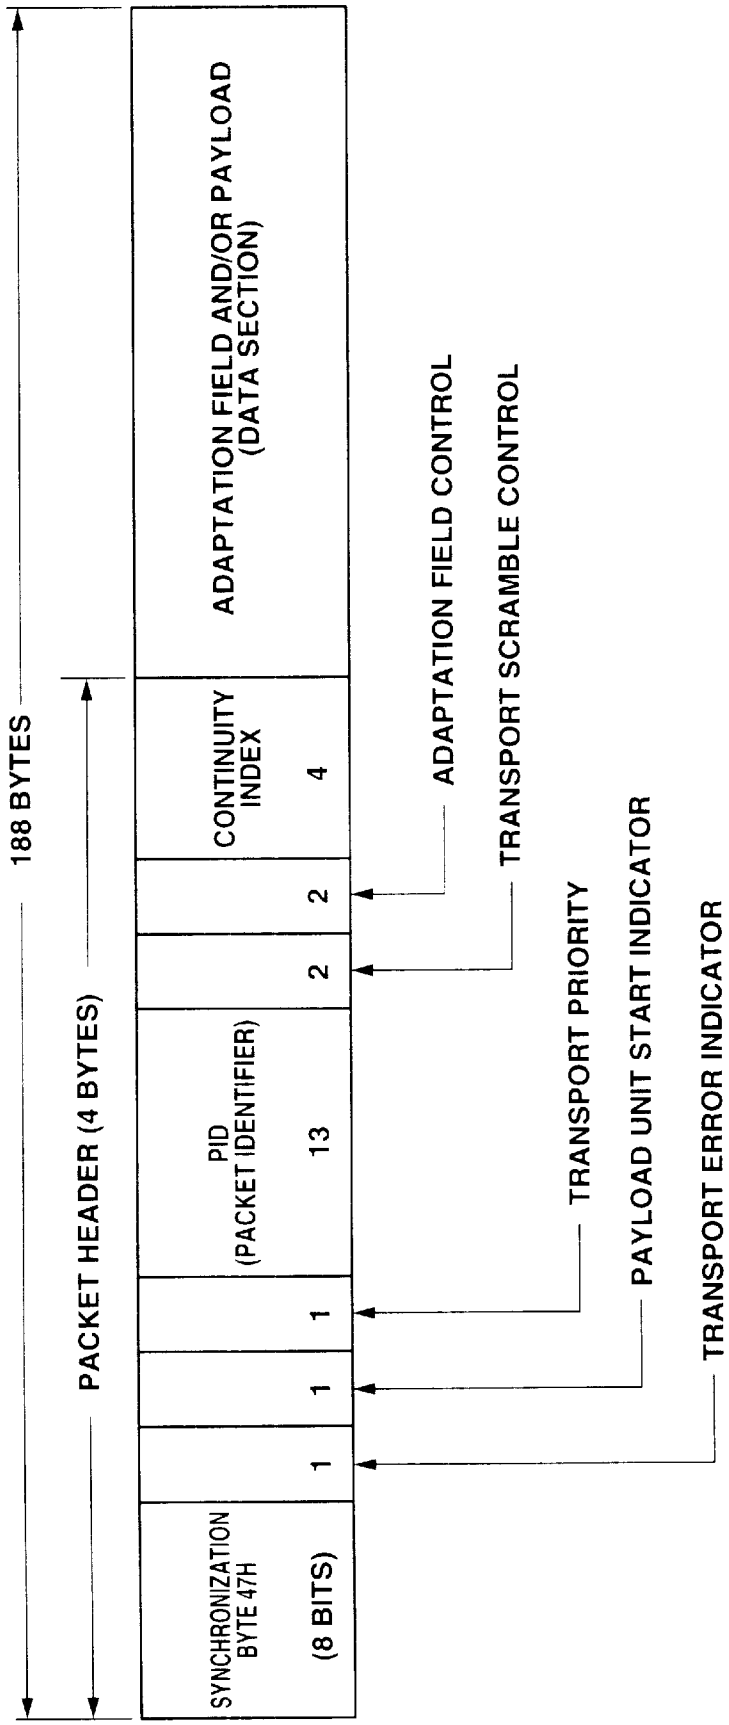 188 BYTES
PACKET HEADER (4 BYTES)
SYNCHRONIZATION
BYTE 47H
(8 BITS)
1
1
1
PID
(PACKET IDENTIFIER)
13
2
2
CONTINUITY
INDEX
4
ADAPTATION FIELD AND/OR PAYLOAD
(DATA SECTION)
ADAPTATION FIELD CONTROL
TRANSPORT SCRAMBLE CONTROL
TRANSPORT PRIORITY
PAYLOAD UNIT START INDICATOR
TRANSPORT ERROR INDICATOR